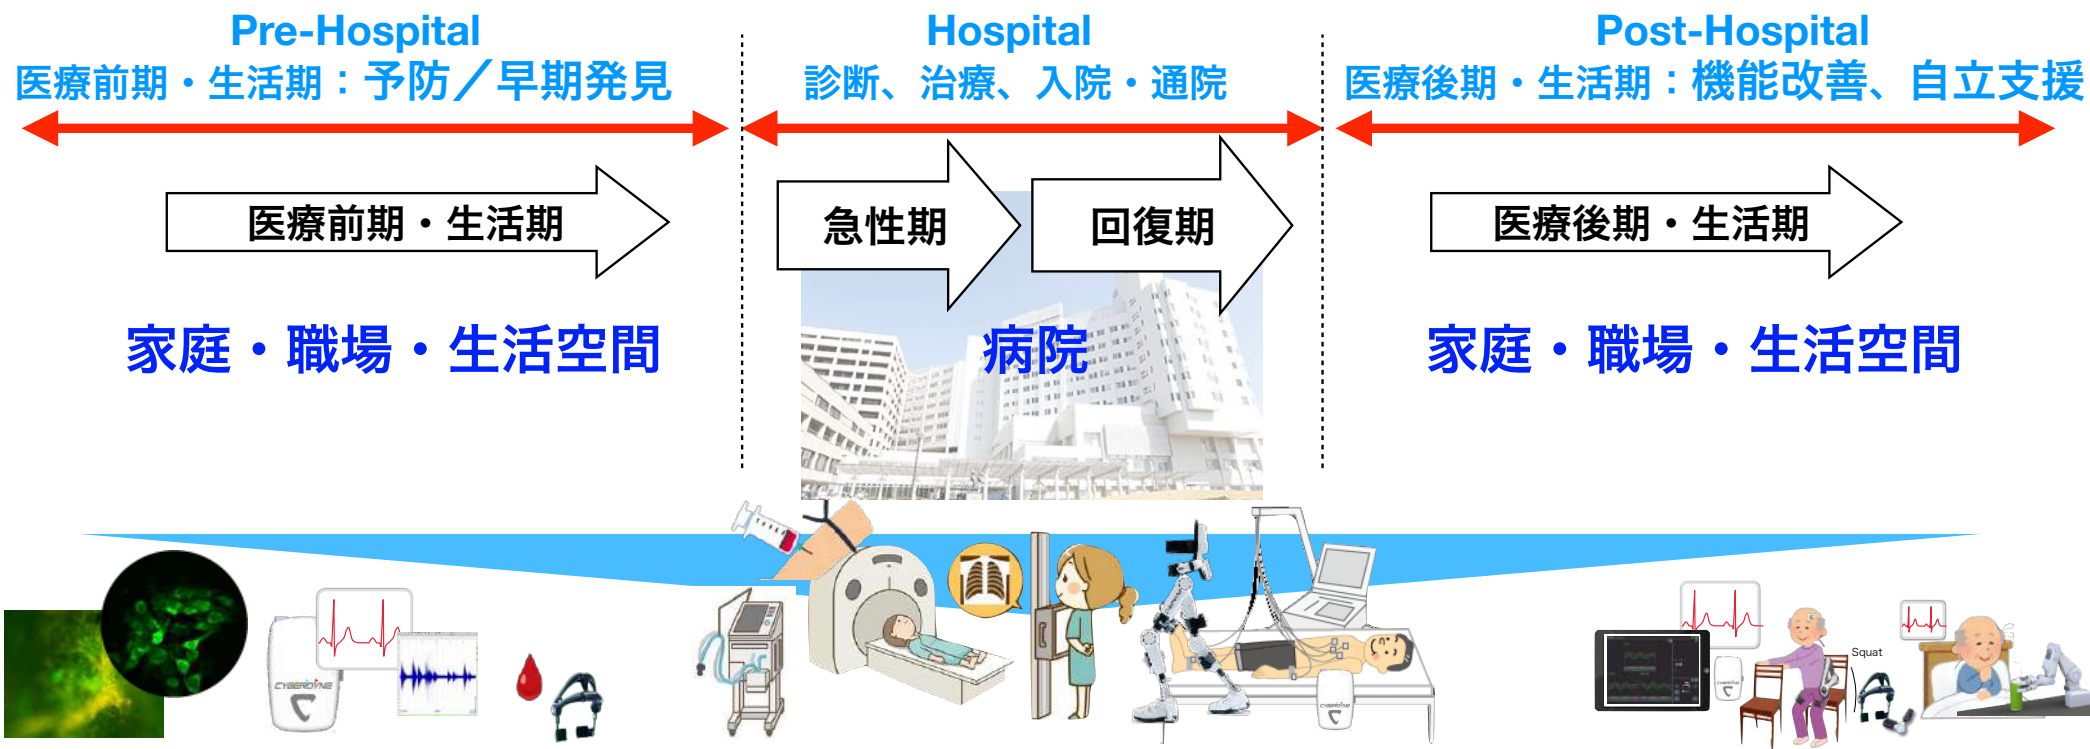 Pre-Hospital
医療前期・生活期：予防／早期発見
Hospital
診断、治療、入院・通院
Post-Hospital
医療後期・生活期：機能改善、自立支援
医療前期・生活期
急性期
回復期
医療後期・生活期
家庭・職場・生活空間
病院
家庭・職場・生活空間
CYBERDYNE
CYBERDYNE
CYBERDYNE
Squat